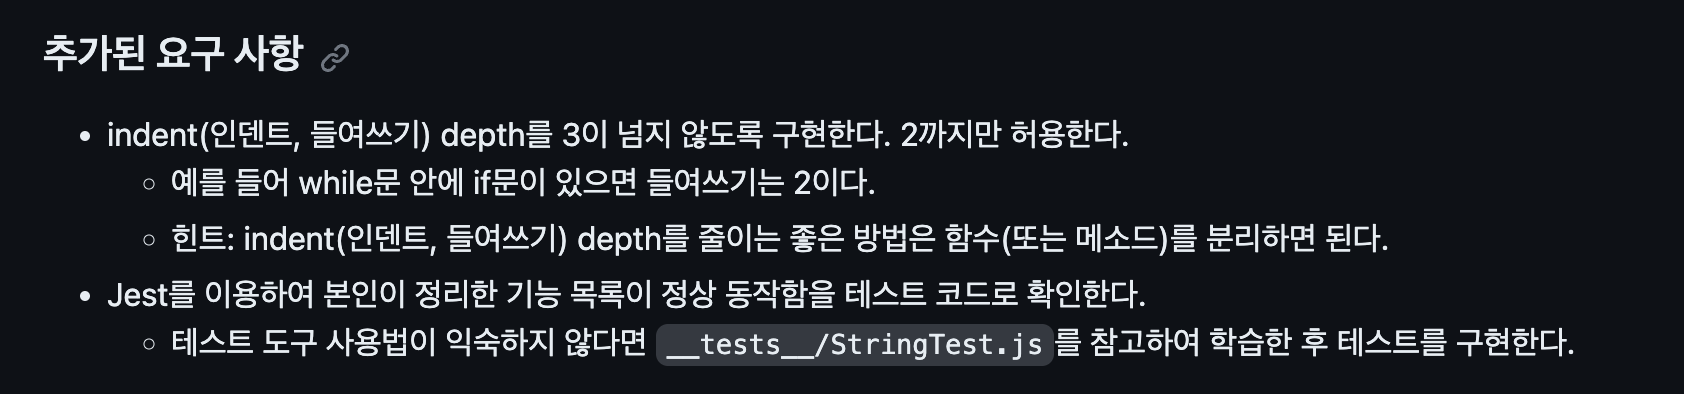 추가된 요구 사항
indent(인덴트, 들여쓰기) depth를 3이 넘지 않도록 구현한다. 2까지만 허용한다.
예를 들어 while문 안에 if문이 있으면 들여쓰기는 2이다.
힌트: indent(인덴트, 들여쓰기) depth를 줄이는 좋은 방법은 함수(또는 메소드)를 분리하면 된다.
Jest를 이용하여 본인이 정리한 기능 목록이 정상 동작함을 테스트 코드로 확인한다.
테스트 도구 사용법이 익숙하지 않다면 __tests__/StringTest.js를 참고하여 학습한 후 테스트를 구현한다.